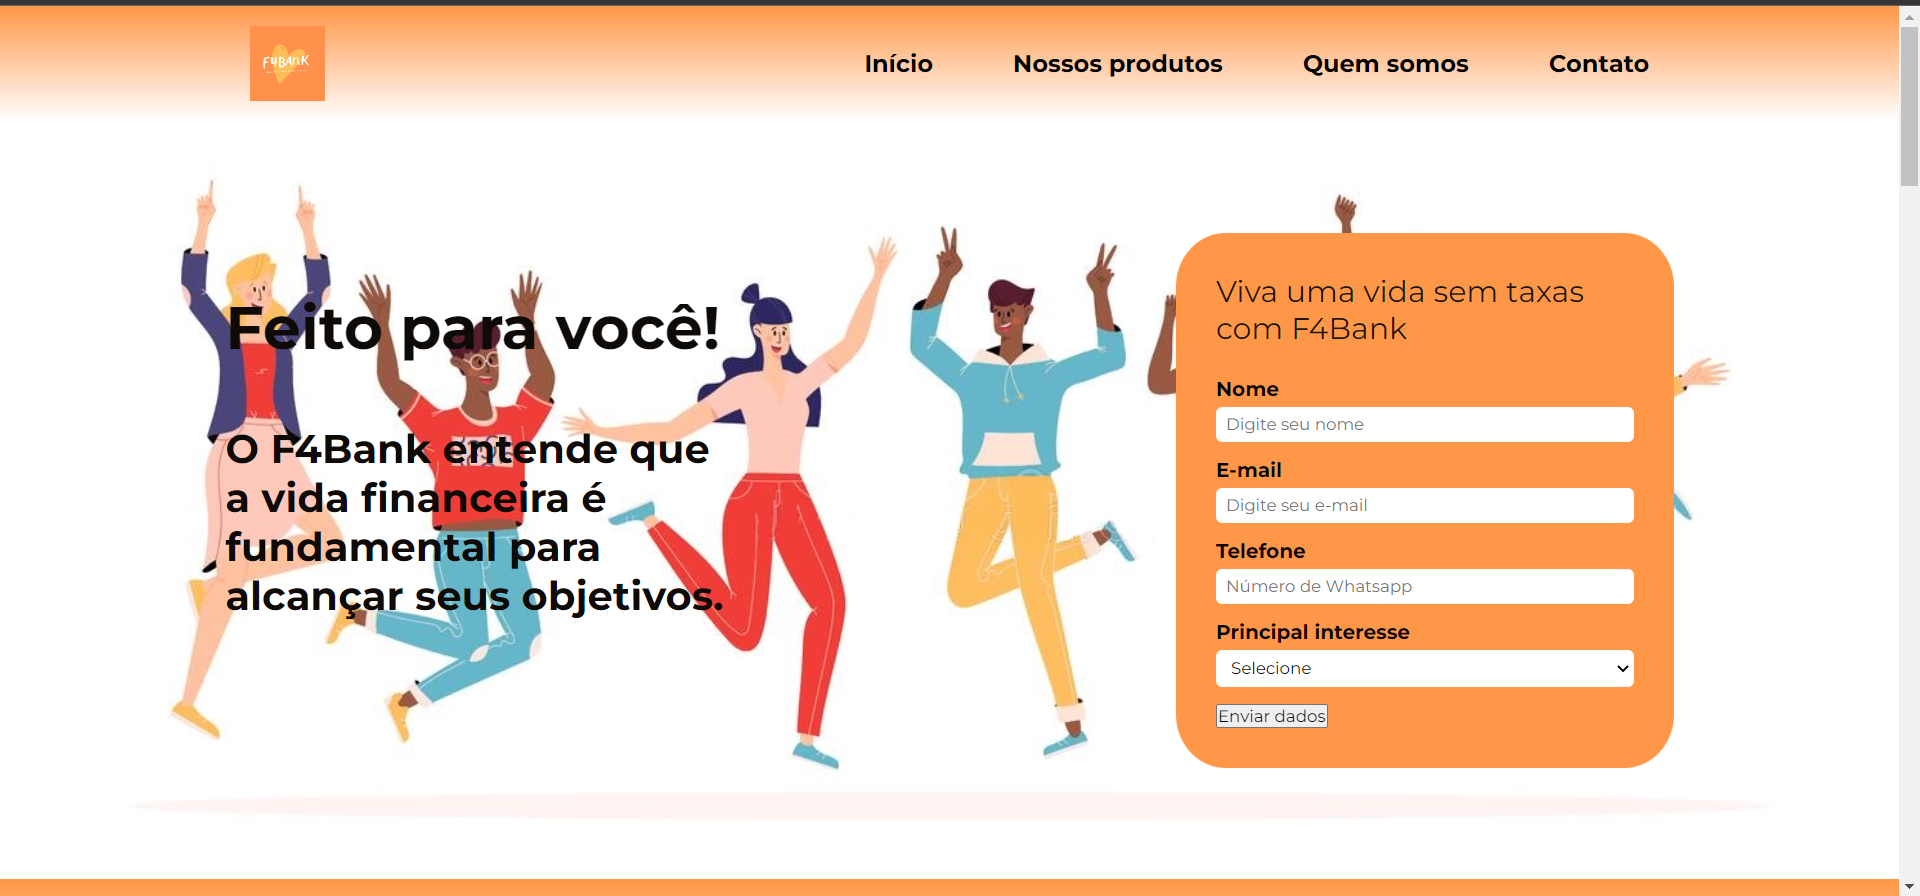 F4BANK
Início
Nossos produtos
Quem somos
Contato
Feito para você!
O F4Bank entende que
a vida financeira é
fundamental para
alcançar seus objetivos.
Viva uma vida sem taxas
com F4Bank
Nome
Digite seu nome
E-mail
Digite seu e-mail
Telefone
Número de Whatsapp
Principal interesse
Selecione
Enviar dados